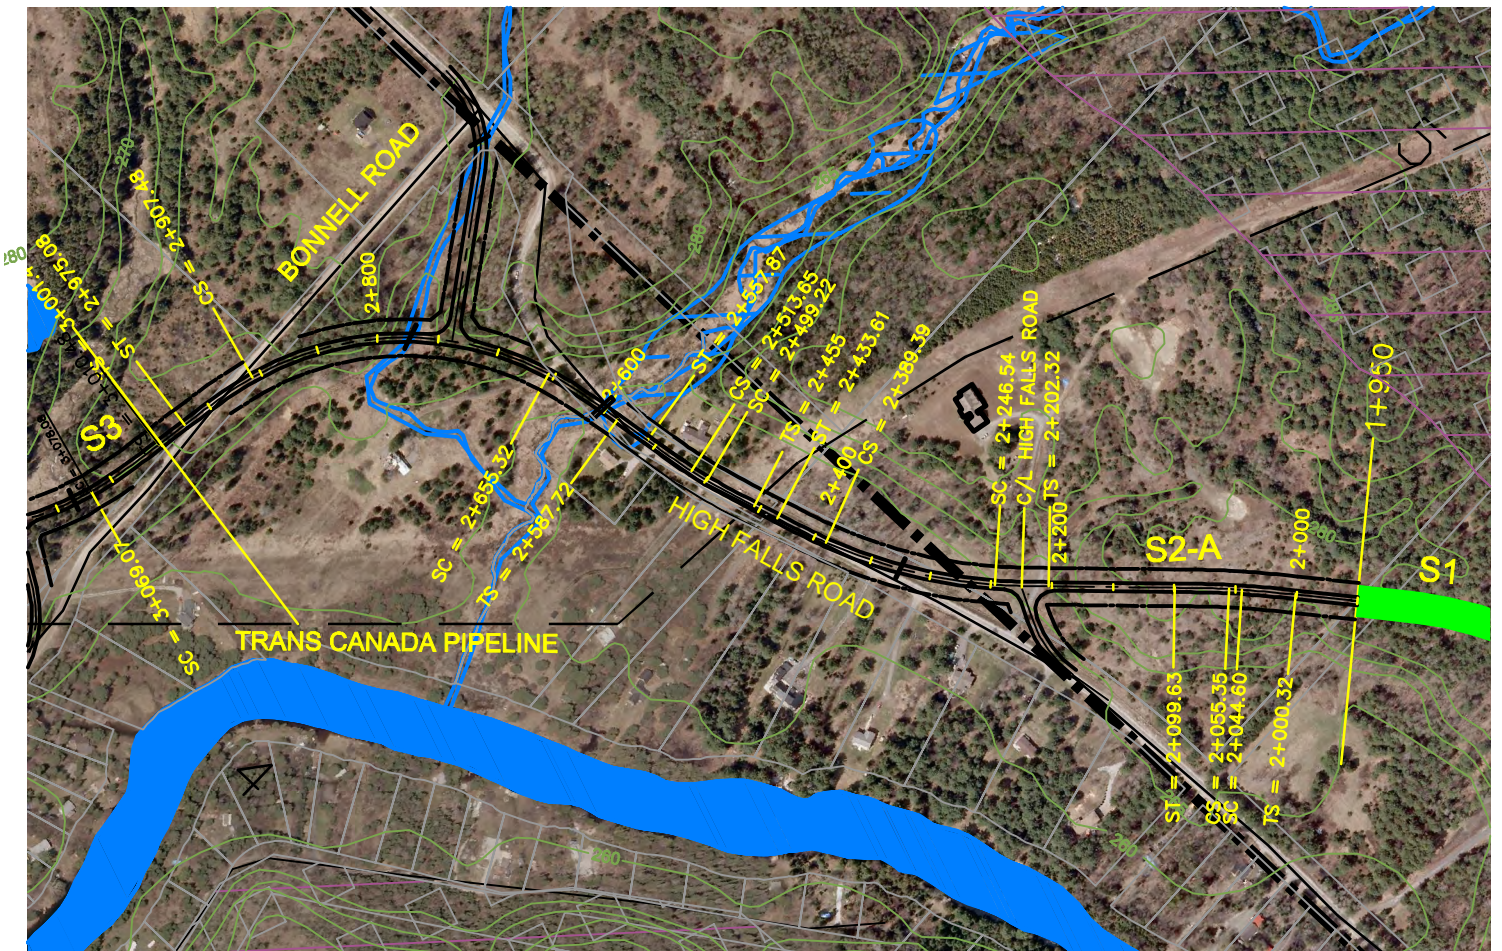 BONNELL ROAD
270
280
CS = 2+907.48
ST = 2+975.08
2+800
S3
280
ST = 2+557.87
CS = 2+513.65
SC = 2+499.22
2+600
TS = 2+455
ST = 2+433.61
CS = 2+389.39
2+400
SC = 2+246.54
C/L HIGH FALLS ROAD
TS = 2+202.32
2+200
1+950
2+000
S2-A
S1
SC = 2+655.32
TS = 2+587.72
HIGH FALLS ROAD
SC = 3+069.07
TRANS CANADA PIPELINE
ST = 2+099.63
CS = 2+055.35
SC = 2+044.60
TS = 2+000.32
A
260
260